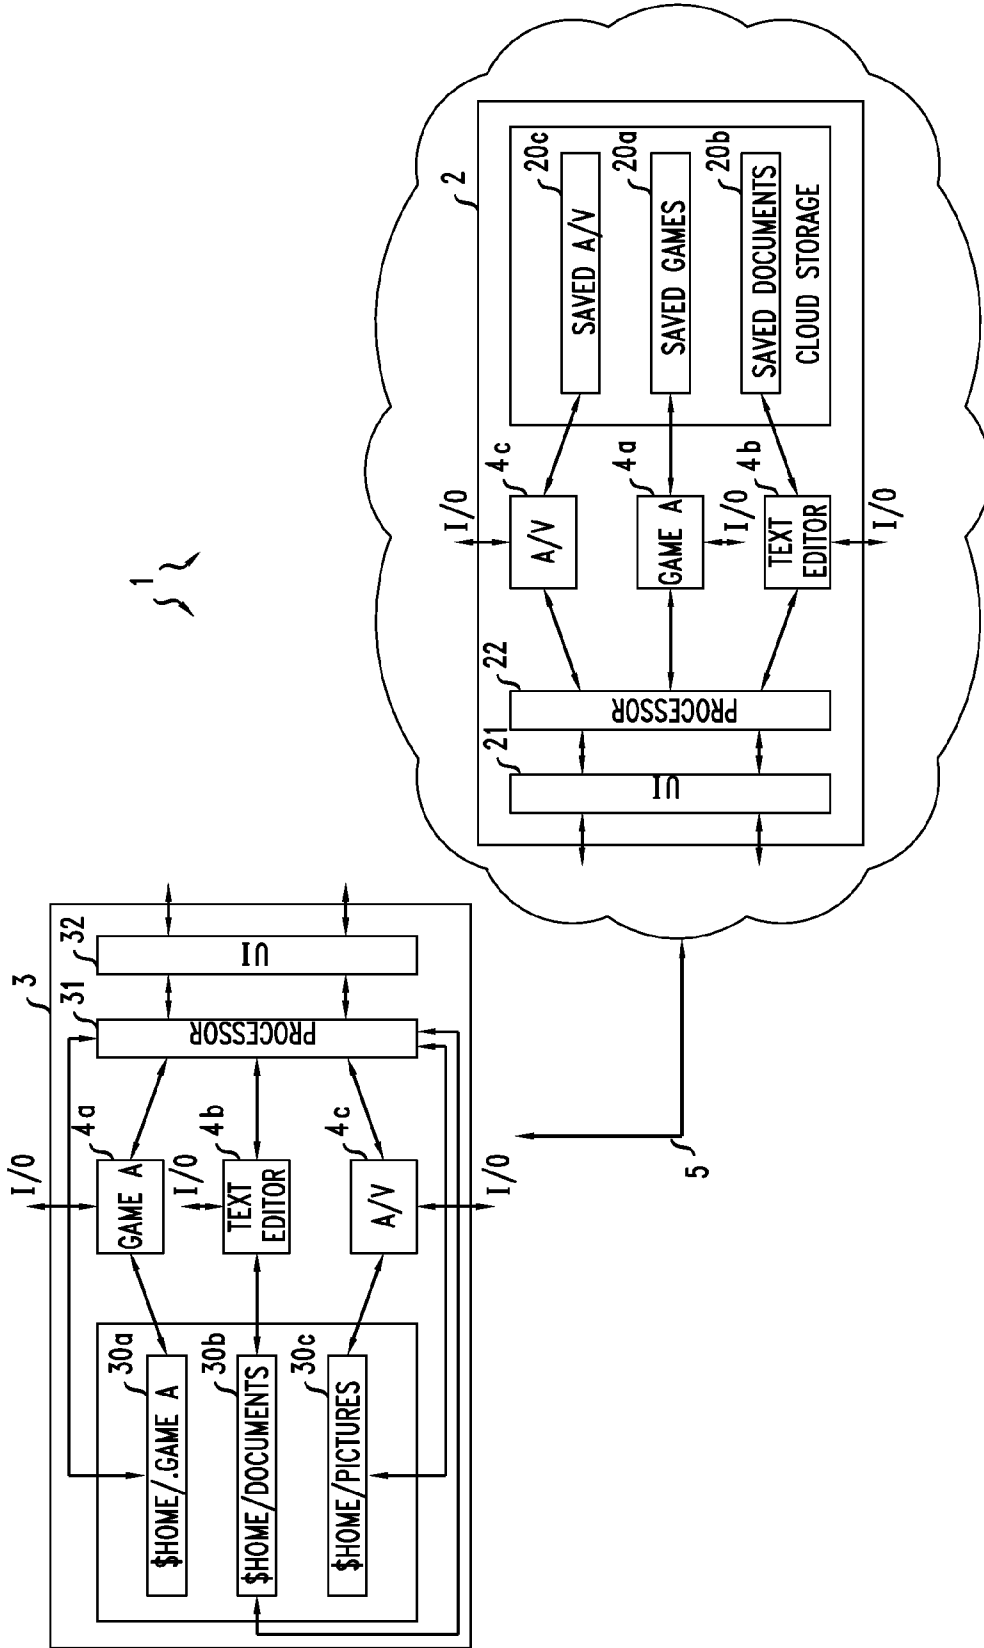 1
3
30a
$HOME/.GAME A
30b
$HOME/DOCUMENTS
30c
$HOME/PICTURES
I/O
4a
GAME A
I/O
4b
TEXT
EDITOR
4c
A/V
I/O
31
PROCESSOR
32
UI
5
2
21
UI
22
PROCESSOR
I/O
4c
A/V
4a
GAME A
I/O
4b
TEXT
EDITOR
I/O
20c
SAVED A/V
20a
SAVED GAMES
20b
SAVED DOCUMENTS
CLOUD STORAGE